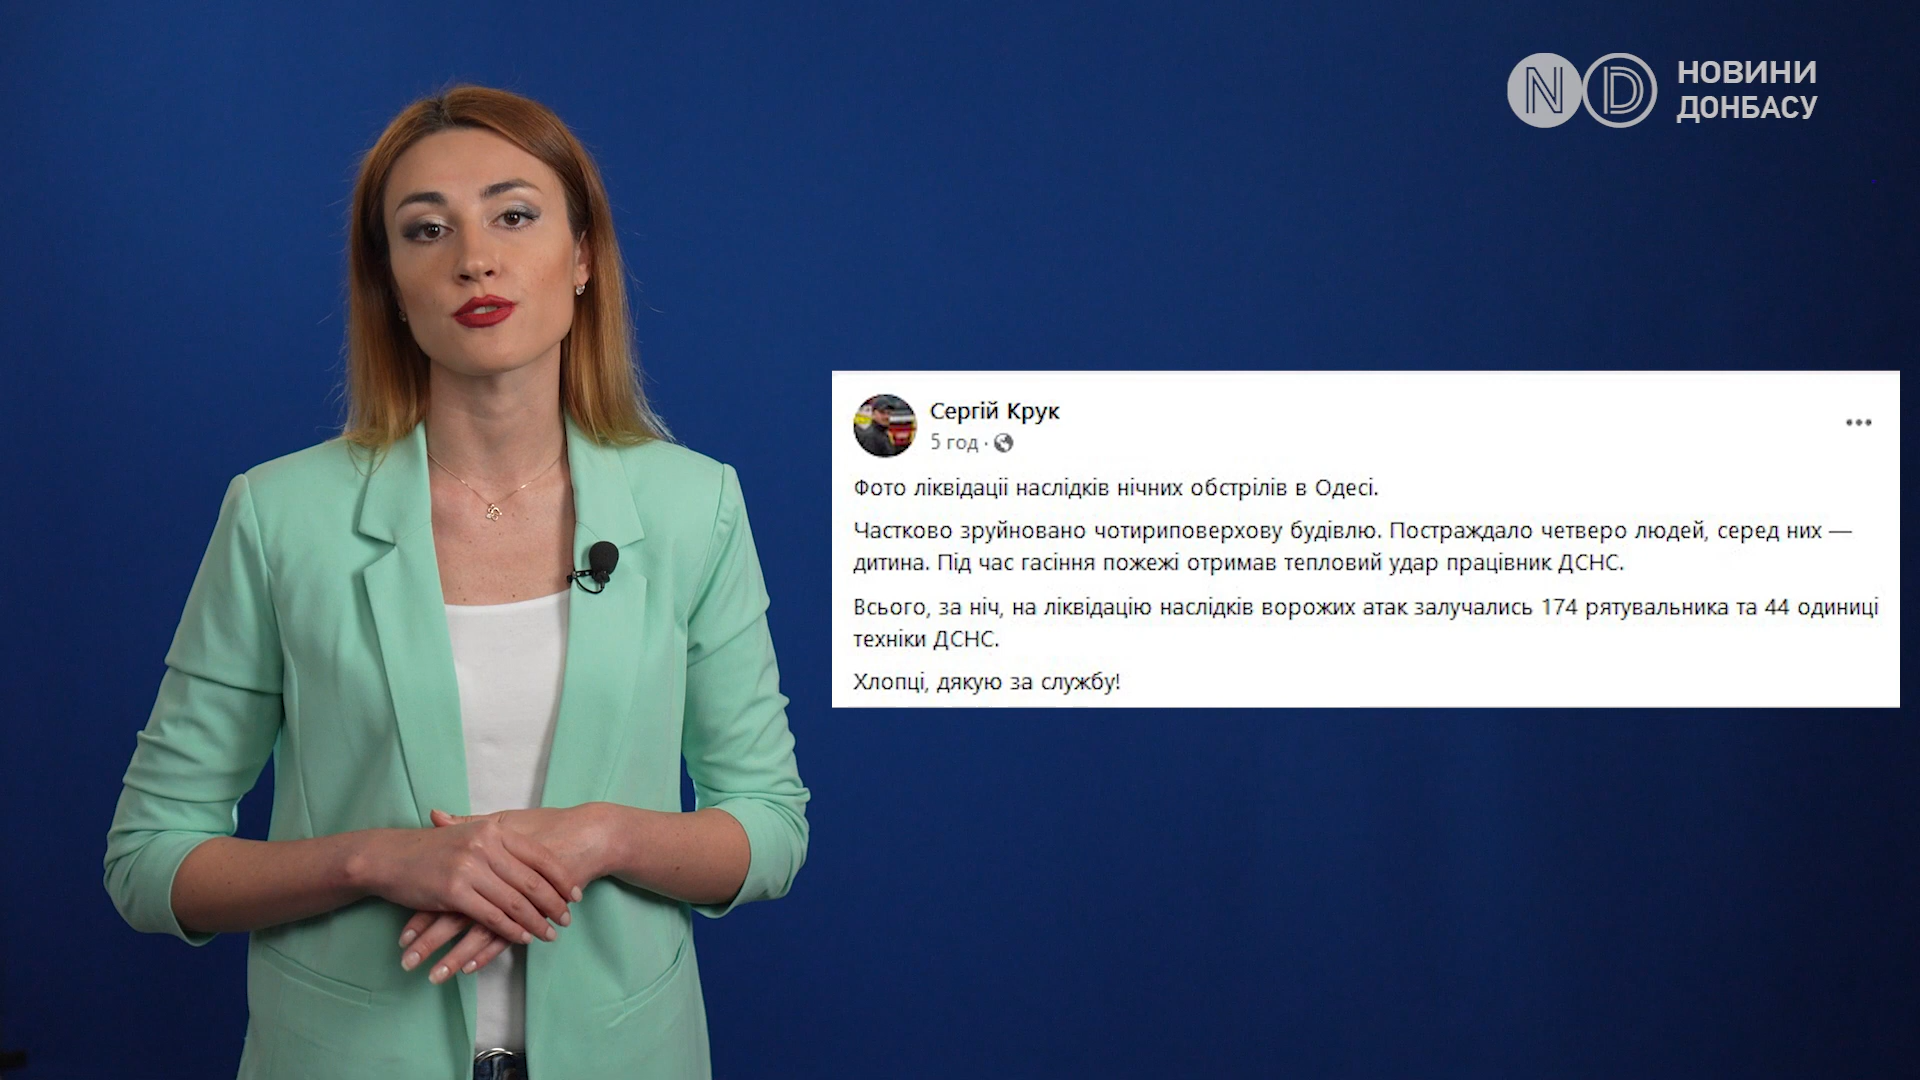 ND НОВИНИ
ДОНБАСУ
Сергій Крук
5 год ·
Фото ліквідаціі наслідків нічних обстрілів в Одесі.
Частково зруйновано чотириповерхову будівлю. Постраждало четверо людей, серед них —
дитина. Під час гасіння пожежі отримав тепловий удар працівник ДСНС.
Всього, за ніч, на ліквідацію наслідків ворожих атак залучались 174 рятувальника та 44 одиниці
техніки ДСНС.
Хлопці, дякую за службу!